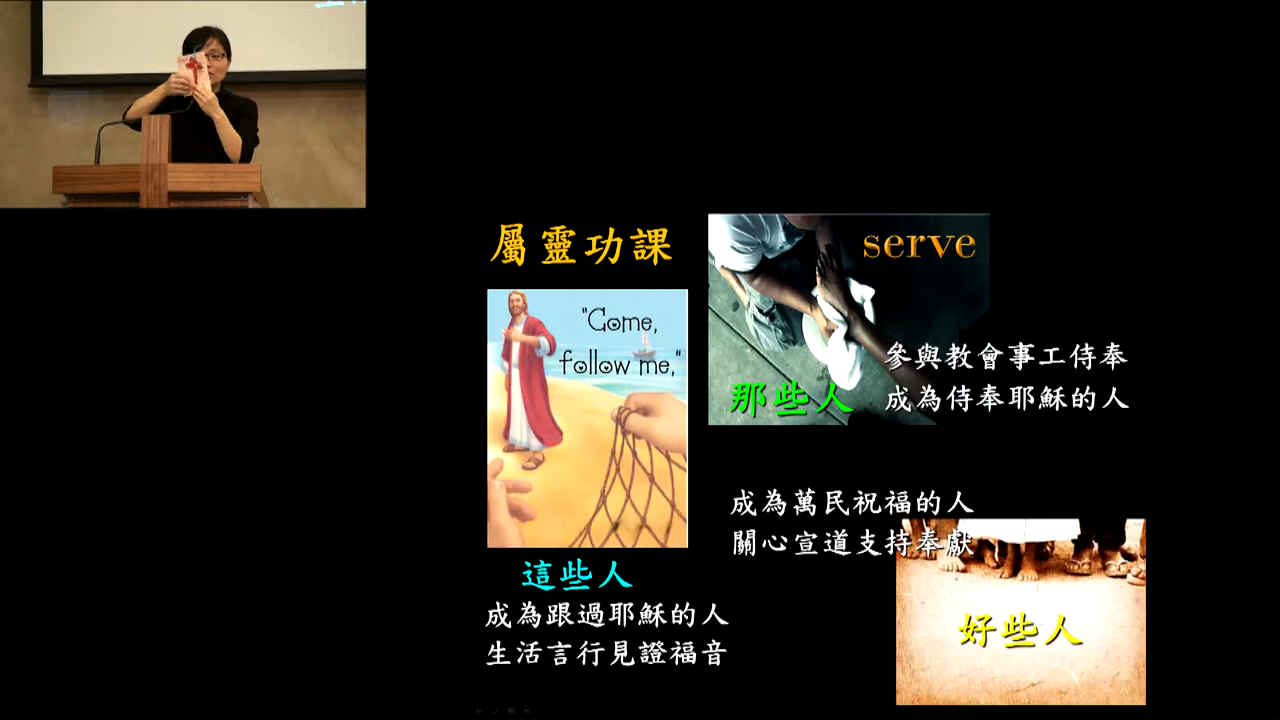 屬靈功課
"Come,
follow me,"
這些人
成為跟過耶穌的人
生活言行見證福音
serve
參與教會事工侍奉
那些人
成為侍奉耶穌的人
成為萬民祝福的人
關心宣道支持奉獻
好些人